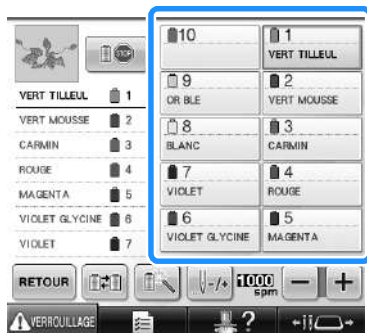 VERT TILLEUL 1
VERT MOUSSE 2
CARMIN 3
ROUGE 4
MAGENTA 5
VIOLET GLYCINE 6
VIOLET 7
10
1
VERT TILLEUL
9
OR BLE
2
VERT MOUSSE
8
BLANC
3
CARMIN
7
VIOLET
4
ROUGE
6
VIOLET GLYCINE
5
MAGENTA
RETOUR
-/+
1000
spm
− +
VERROUILLAGE
?